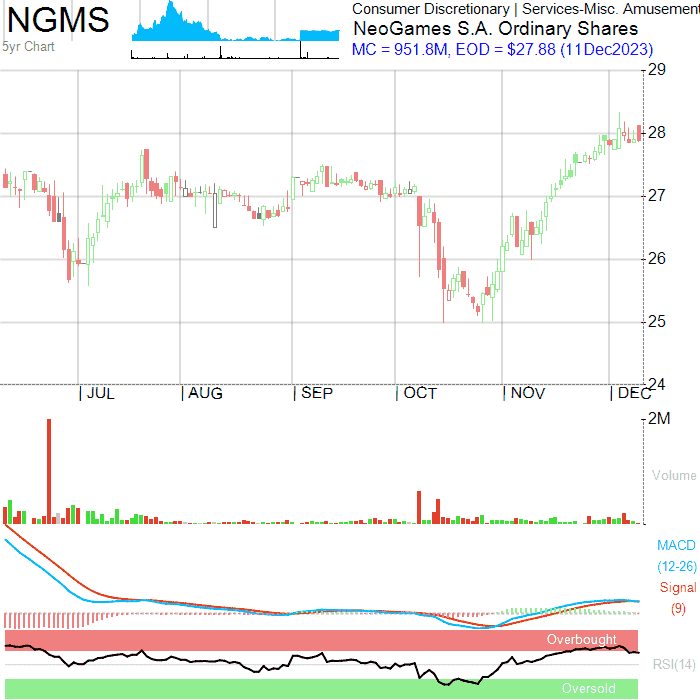 NGMS
5yr Chart
Consumer Discretionary | Services-Misc. Amusement
NeoGames S.A. Ordinary Shares
MC = 951.8M, EOD = $27.88 (11Dec2023)
29
28
27
26
25
24
| JUL
| AUG
| SEP
| OCT
| NOV
| DEC
2M
Volume
MACD
(12-26)
Signal
(9)
Overbought
RSI(14)
Oversold